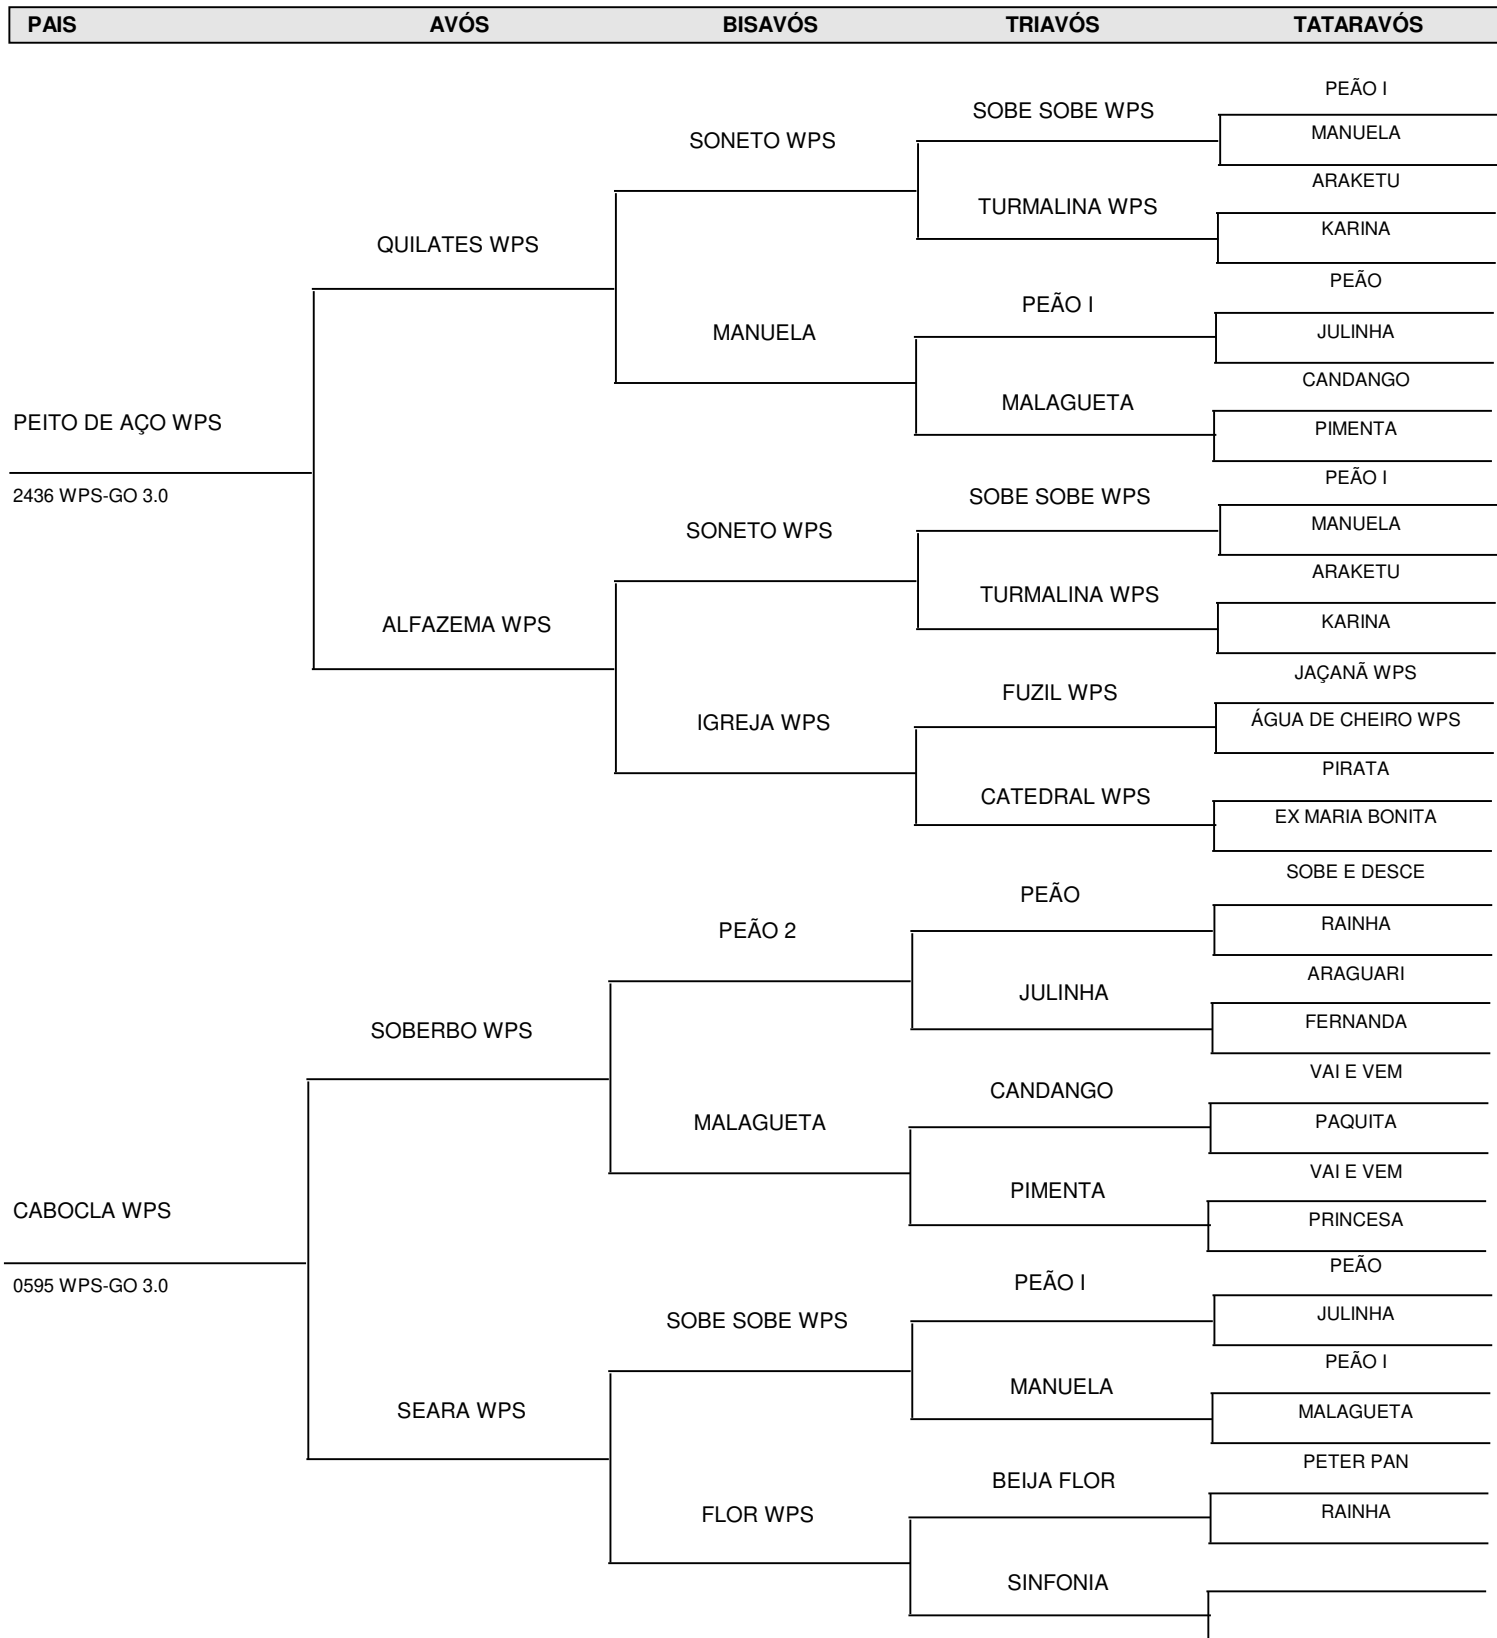 PAIS AVÓS BISAVÓS TRIAVÓS TATARAVÓS
PEÃO I
SOBE SOBE WPS
MANUELA
SONETO WPS
ARAKETU
TURMALINA WPS
KARINA
QUILATES WPS
PEÃO
PEÃO I
JULINHA
MANUELA
CANDANGO
MALAGUETA
PEITO DE AÇO WPS
PIMENTA
PEÃO I
2436 WPS-GO 3.0
SOBE SOBE WPS
MANUELA
SONETO WPS
ARAKETU
TURMALINA WPS
KARINA
ALFAZEMA WPS
JAÇANÃ WPS
FUZIL WPS
ÁGUA DE CHEIRO WPS
IGREJA WPS
PIRATA
CATEDRAL WPS
EX MARIA BONITA
SOBE E DESCE
PEÃO
RAINHA
PEÃO 2
ARAGUARI
JULINHA
FERNANDA
SOBERBO WPS
VAI E VEM
CANDANGO
PAQUITA
MALAGUETA
VAI E VEM
PIMENTA
CABOCLA WPS
PRINCESA
PEÃO
0595 WPS-GO 3.0
PEÃO I
JULINHA
SOBE SOBE WPS
PEÃO I
MANUELA
SEARA WPS
MALAGUETA
PETER PAN
BEIJA FLOR
RAINHA
FLOR WPS
SINFONIA